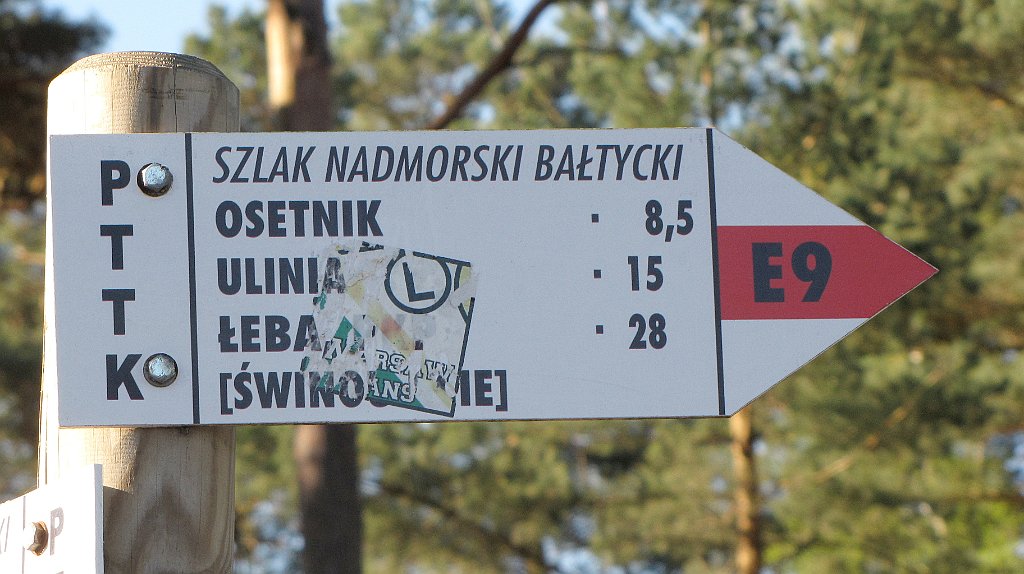 PTTK
SZLAK NADMORSKI BAŁTYCKI
OSETNIK · 8,5
ULINIA · 15
ŁEBA · 28
E9
L
P